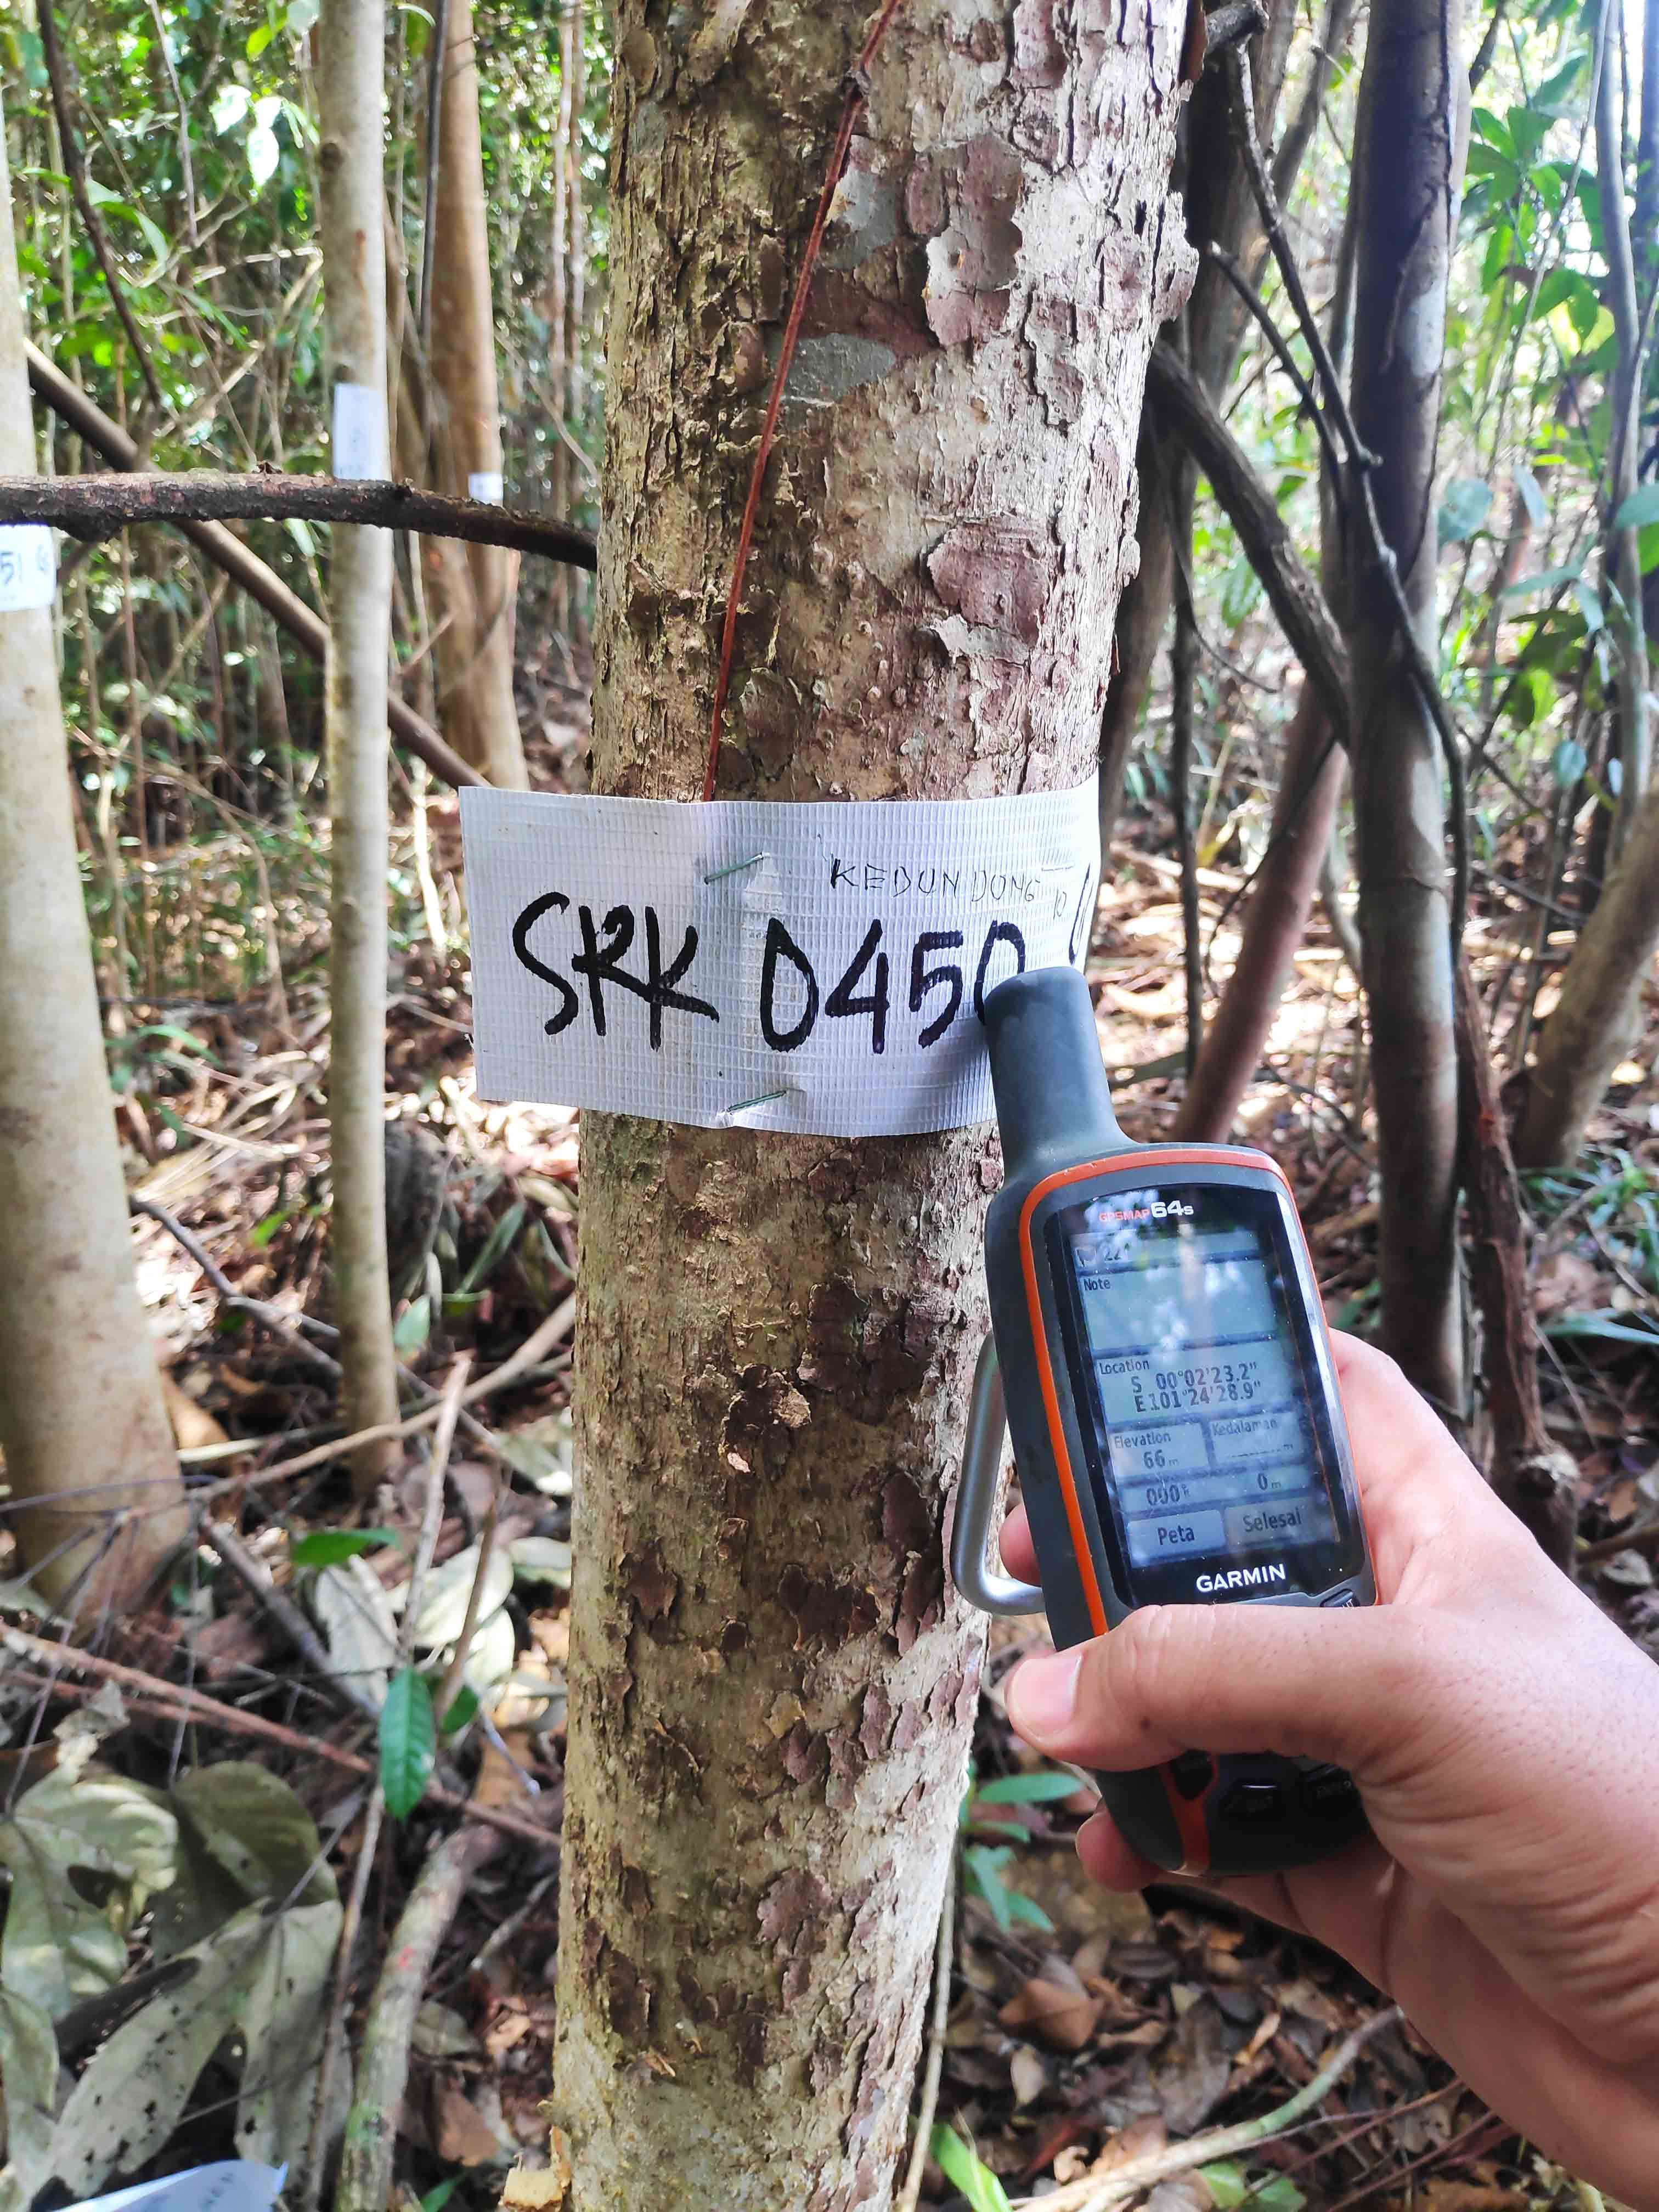 KEDUNDONG
SRK 0450
51
GPSMAP 64s
Note
Location
S 00°02'23.2"
E101°24'28.9"
Elevation
Kedalaman
66 m
0 m
Peta
Selesai
GARMIN